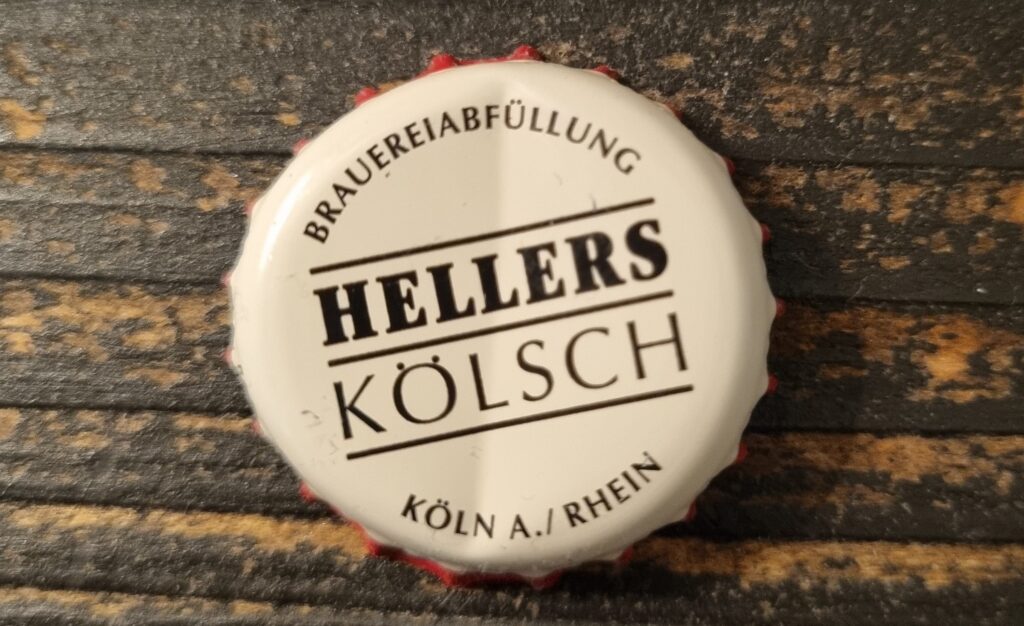 BRAUEREIABFÜLLUNG
HELLERS
KÖLSCH
KÖLN A./RHEIN